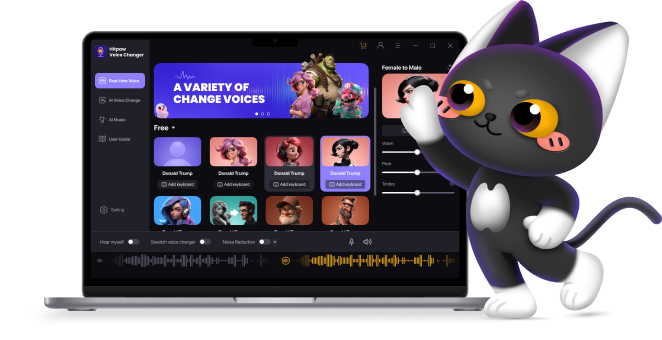 Hitpaw
Voice Changer
Real-time Voice
AI Voice Change
AI Music
User Guide
Setting
A VARIETY OF
CHANGE VOICES
Free
Donald Trump
Donald Trump
Donald Trump
Donald Trump
Add keyboard
Add keyboard
Add keyboard
Add keyboard
Female to Male
Volum
Pitch
Timbre
Hear myself
Swietch voice changer
Noise Reduction